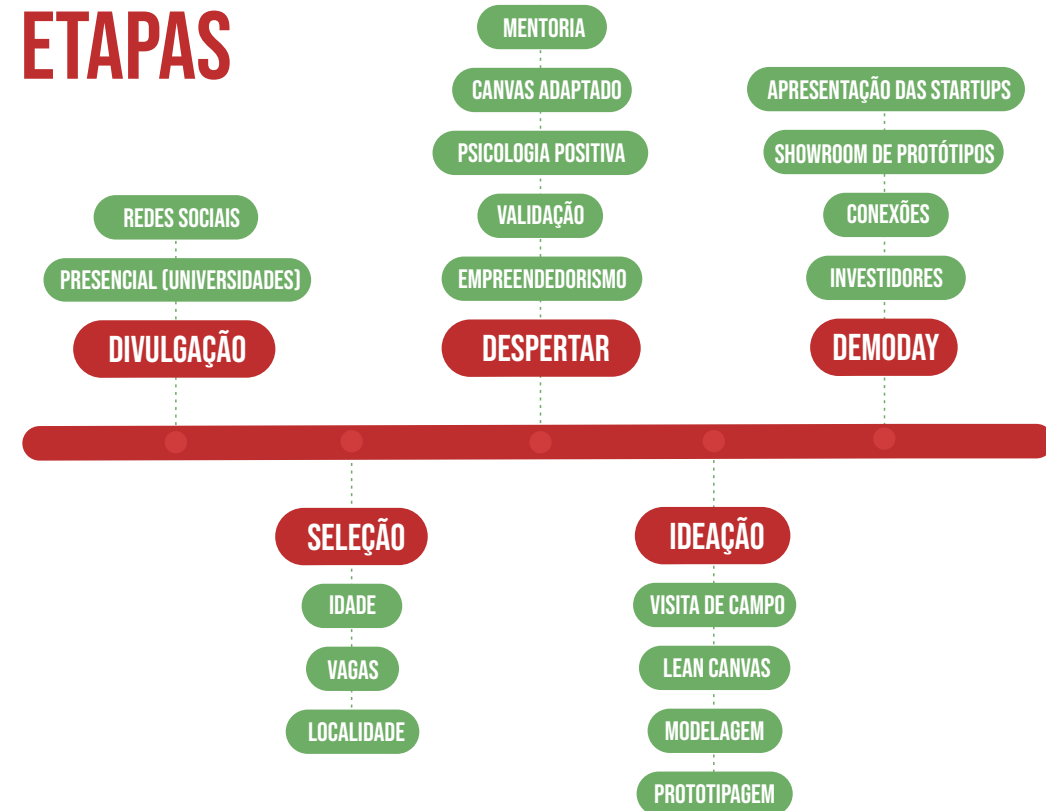 ETAPAS
REDES SOCIAIS
PRESENCIAL (UNIVERSIDADES)
DIVULGAÇÃO
MENTORIA
CANVAS ADAPTADO
PSICOLOGIA POSITIVA
VALIDAÇÃO
EMPREENDEDORISMO
DESPERTAR
APRESENTAÇÃO DAS STARTUPS
SHOWROOM DE PROTÓTIPOS
CONEXÕES
INVESTIDORES
DEMODAY
SELEÇÃO
IDADE
VAGAS
LOCALIDADE
IDEAÇÃO
VISITA DE CAMPO
LEAN CANVAS
MODELAGEM
PROTOTIPAGEM